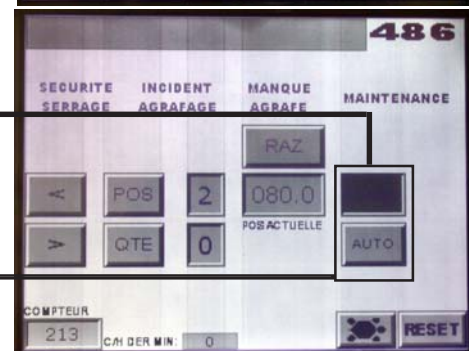 486
SECURITE SERRAGE
INCIDENT AGRAFAGE
MANQUE AGRAFE
MAINTENANCE
RAZ
< POS 2 080.0
POS ACTUELLE
> QTE 0 AUTO
COMPTEUR
213 C/H DER MIN: 0 RESET